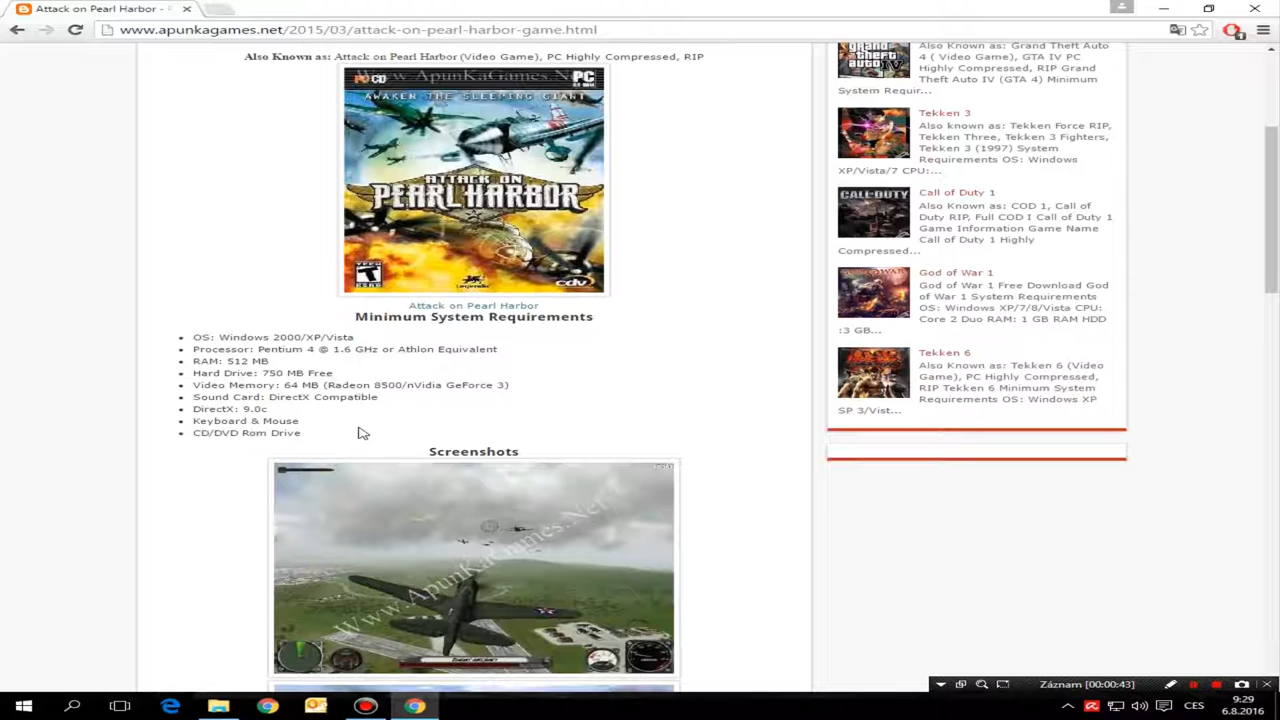 Attack on Pearl Harbor -
www.apunkagames.net/2015/03/attack-on-pearl-harbor-game.html
Also Known as: Attack on Pearl Harbor (Video Game), PC Highly Compressed, RIP
PC CD
Www.ApunKaGames.Net
PC
AWAKEN THE SLEEPING GIANT
ATTACK ON
PEARL HARBOR
T
cdv
Attack on Pearl Harbor
Minimum System Requirements
OS: Windows 2000/XP/Vista
Processor: Pentium 4 @ 1.6 GHz or Athlon Equivalent
RAM: 512 MB
Hard Drive: 750 MB Free
Video Memory: 64 MB (Radeon 8500/nVidia GeForce 3)
Sound Card: DirectX Compatible
DirectX: 9.0c
Keyboard & Mouse
CD/DVD Rom Drive
Screenshots
Www.ApunKaGames.Net
grand
theft
auto IV
Also Known as: Grand Theft Auto
4 ( Video Game), GTA IV PC
Highly Compressed, RIP Grand
Theft Auto IV (GTA 4) Minimum
System Requir...
Tekken 3
Also known as: Tekken Force RIP,
Tekken Three, Tekken 3 Fighters,
Tekken 3 (1997) System
Requirements OS: Windows
XP/Vista/7 CPU:...
CALL OF DUTY
Call of Duty 1
Also Known as: COD 1, Call of
Duty RIP, Full COD I Call of Duty 1
Game Information Game Name
Call of Duty 1 Highly
Compressed...
God of War 1
God of War 1 Free Download God
of War 1 System Requirements
OS: Windows XP/7/8/Vista CPU:
Core 2 Duo RAM: 1 GB RAM HDD
:3 GB...
Tekken 6
Also Known as: Tekken 6 (Video
Game), PC Highly Compressed,
RIP Tekken 6 Minimum System
Requirements OS: Windows XP
SP 3/Vist...
Záznam [00:00:43]
CES
9:29
6.8.2016